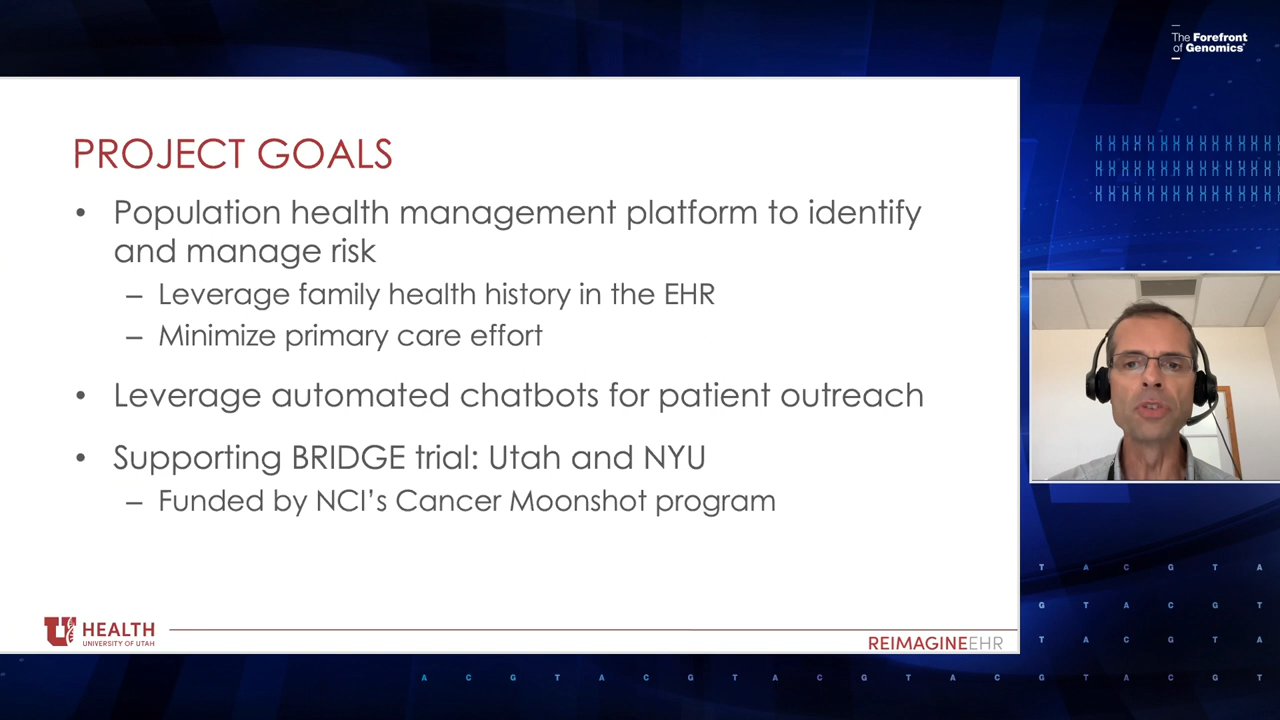 The Forefront
of Genomics®
PROJECT GOALS
• Population health management platform to identify
and manage risk
– Leverage family health history in the EHR
– Minimize primary care effort
• Leverage automated chatbots for patient outreach
• Supporting BRIDGE trial: Utah and NYU
– Funded by NCI's Cancer Moonshot program
U HEALTH
UNIVERSITY OF UTAH
REIMAGINEEHR
T A C G T A
G T A C G T
T A C G T A
A C G T A C G T A C G T A C G T A C G T A C G T